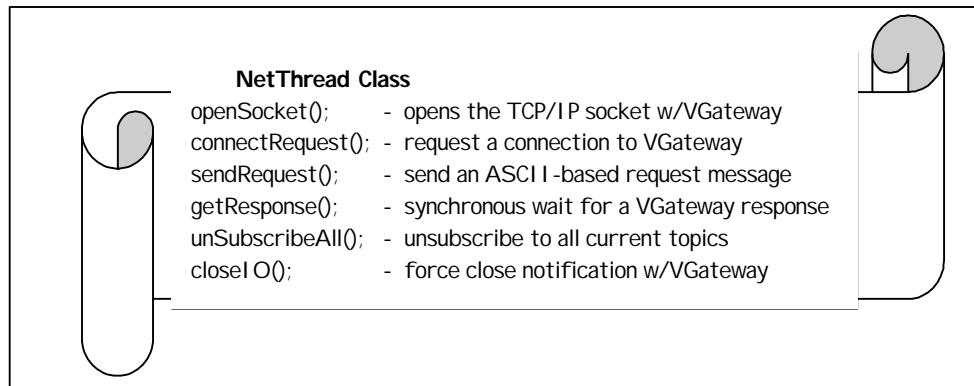 NetThread Class
openSocket(); - opens the TCP/IP socket w/VGateway
connectRequest(); - request a connection to VGateway
sendRequest(); - send an ASCII-based request message
getResponse(); - synchronous wait for a VGateway response
unSubscribeAll(); - unsubscribe to all current topics
closeIO(); - force close notification w/VGateway